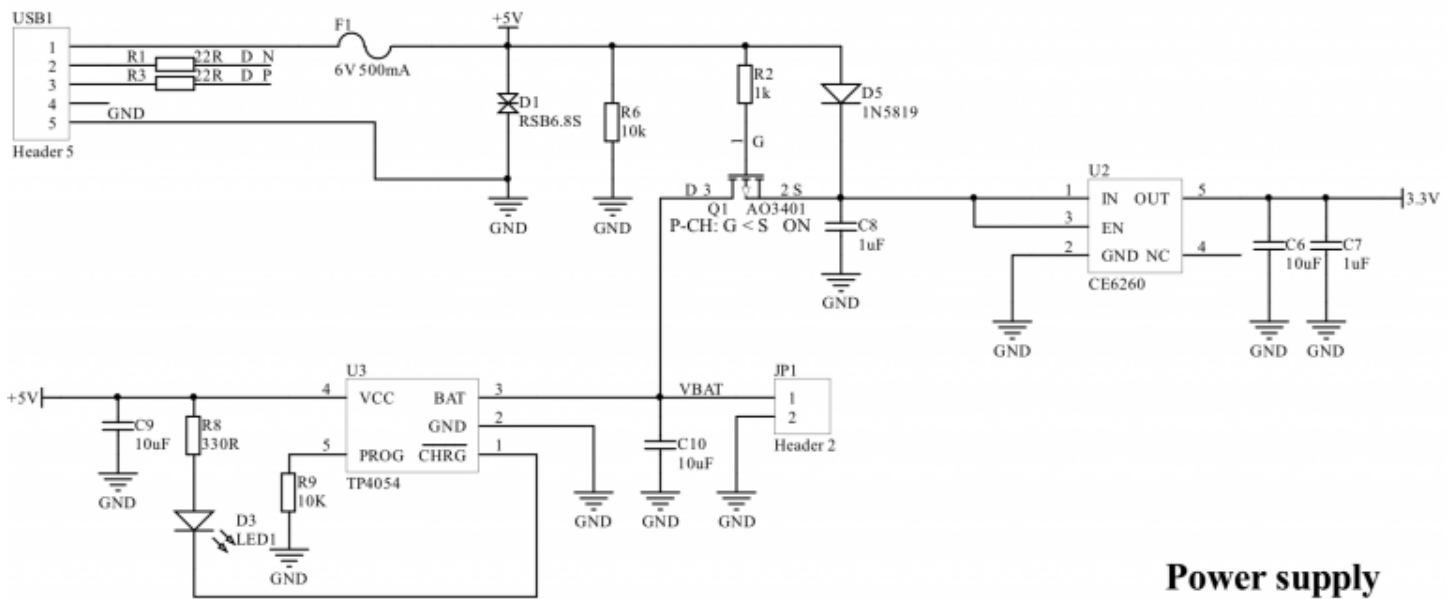 USB1
1
2
3
4
5
Header 5
R1 22R D_N
R3 22R D_P
GND
F1
6V 500mA
+5V
D1
RSB6.8S
GND
R6
10k
GND
R2
1k
1 G
D5
1N5819
D 3
2 S
Q1 AO3401
P-CH: G < S ON
C8
1uF
GND
U2
1 IN OUT 5
3 EN
2 GND NC 4
CE6260
GND
3.3V
C6
10uF
GND
C7
1uF
GND
+5V
C9
10uF
GND
R8
330R
D3
LED1
U3
4 VCC BAT 3
GND 2
5 PROG CHRG 1
TP4054
R9
10K
GND
GND
VBAT
C10
10uF
GND
JP1
1
2
Header 2
GND
Power supply